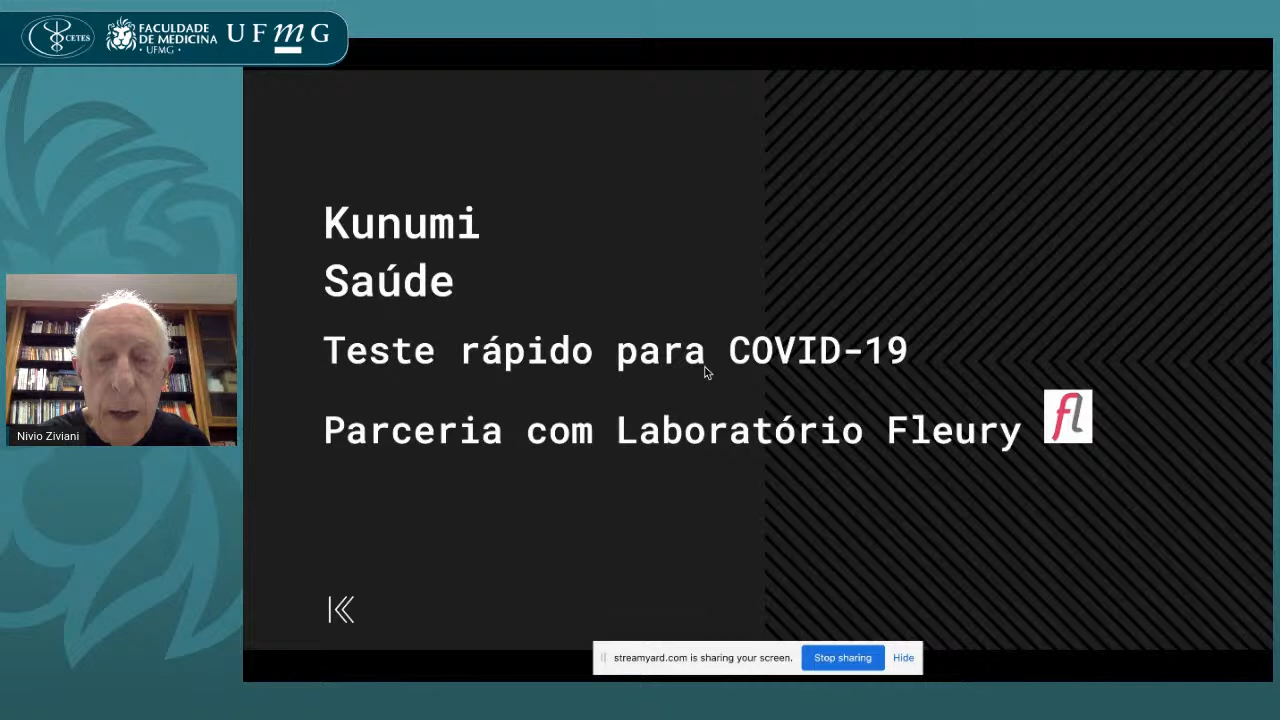 CETES
FACULDADE
DE MEDICINA
· UFMG ·
UFmG
Kunumi
Saúde
Teste rápido para COVID-19
Parceria com Laboratório Fleury
fl
Nivio Ziviani
streamyard.com is sharing your screen. Stop sharing Hide